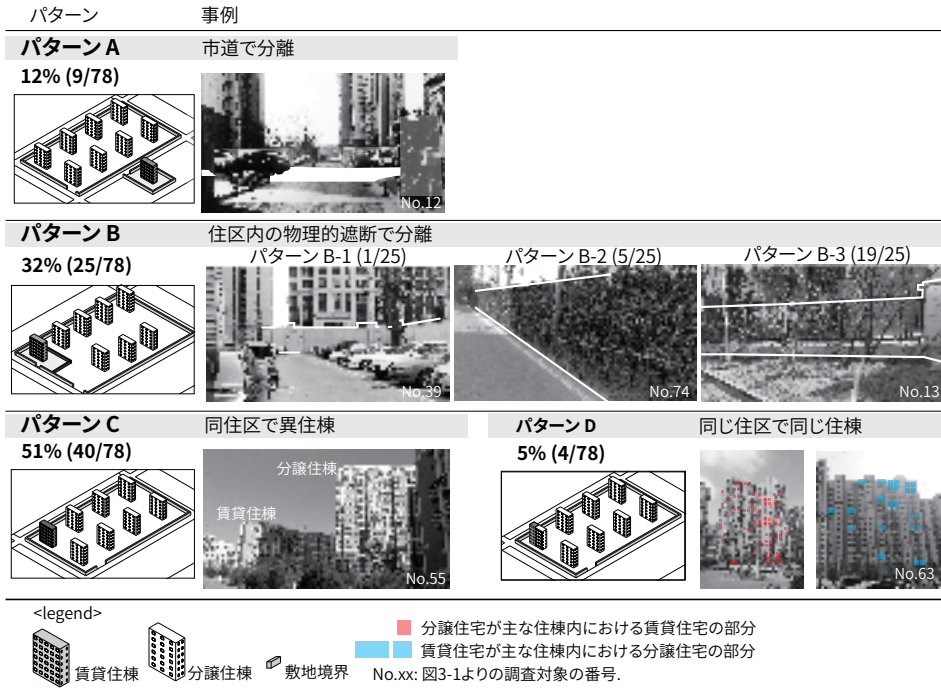 パターン 事例
パターン A 市道で分離
12% (9/78)
No.12
パターン B 住区内の物理的遮断で分離
32% (25/78)
パターン B-1 (1/25) パターン B-2 (5/25) パターン B-3 (19/25)
No.39 No.74 No.13
パターン C 同住区で異住棟
51% (40/78)
分譲住棟
賃貸住棟
No.55
パターン D 同じ住区で同じ住棟
5% (4/78)
No.63
<legend>
賃貸住棟 分譲住棟 敷地境界
分譲住宅が主な住棟内における賃貸住宅の部分
賃貸住宅が主な住棟内における分譲住宅の部分
No.xx: 図3-1よりの調査対象の番号.